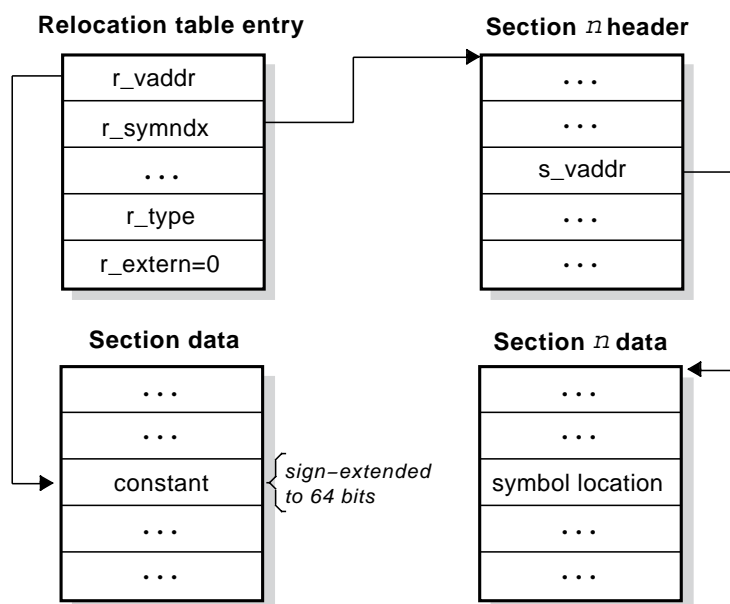 Relocation table entry
r_vaddr
r_symndx
...
r_type
r_extern=0
Section n header
...
...
s_vaddr
...
...
Section data
...
...
constant
...
...
sign–extended
to 64 bits
Section n data
...
...
symbol location
...
...